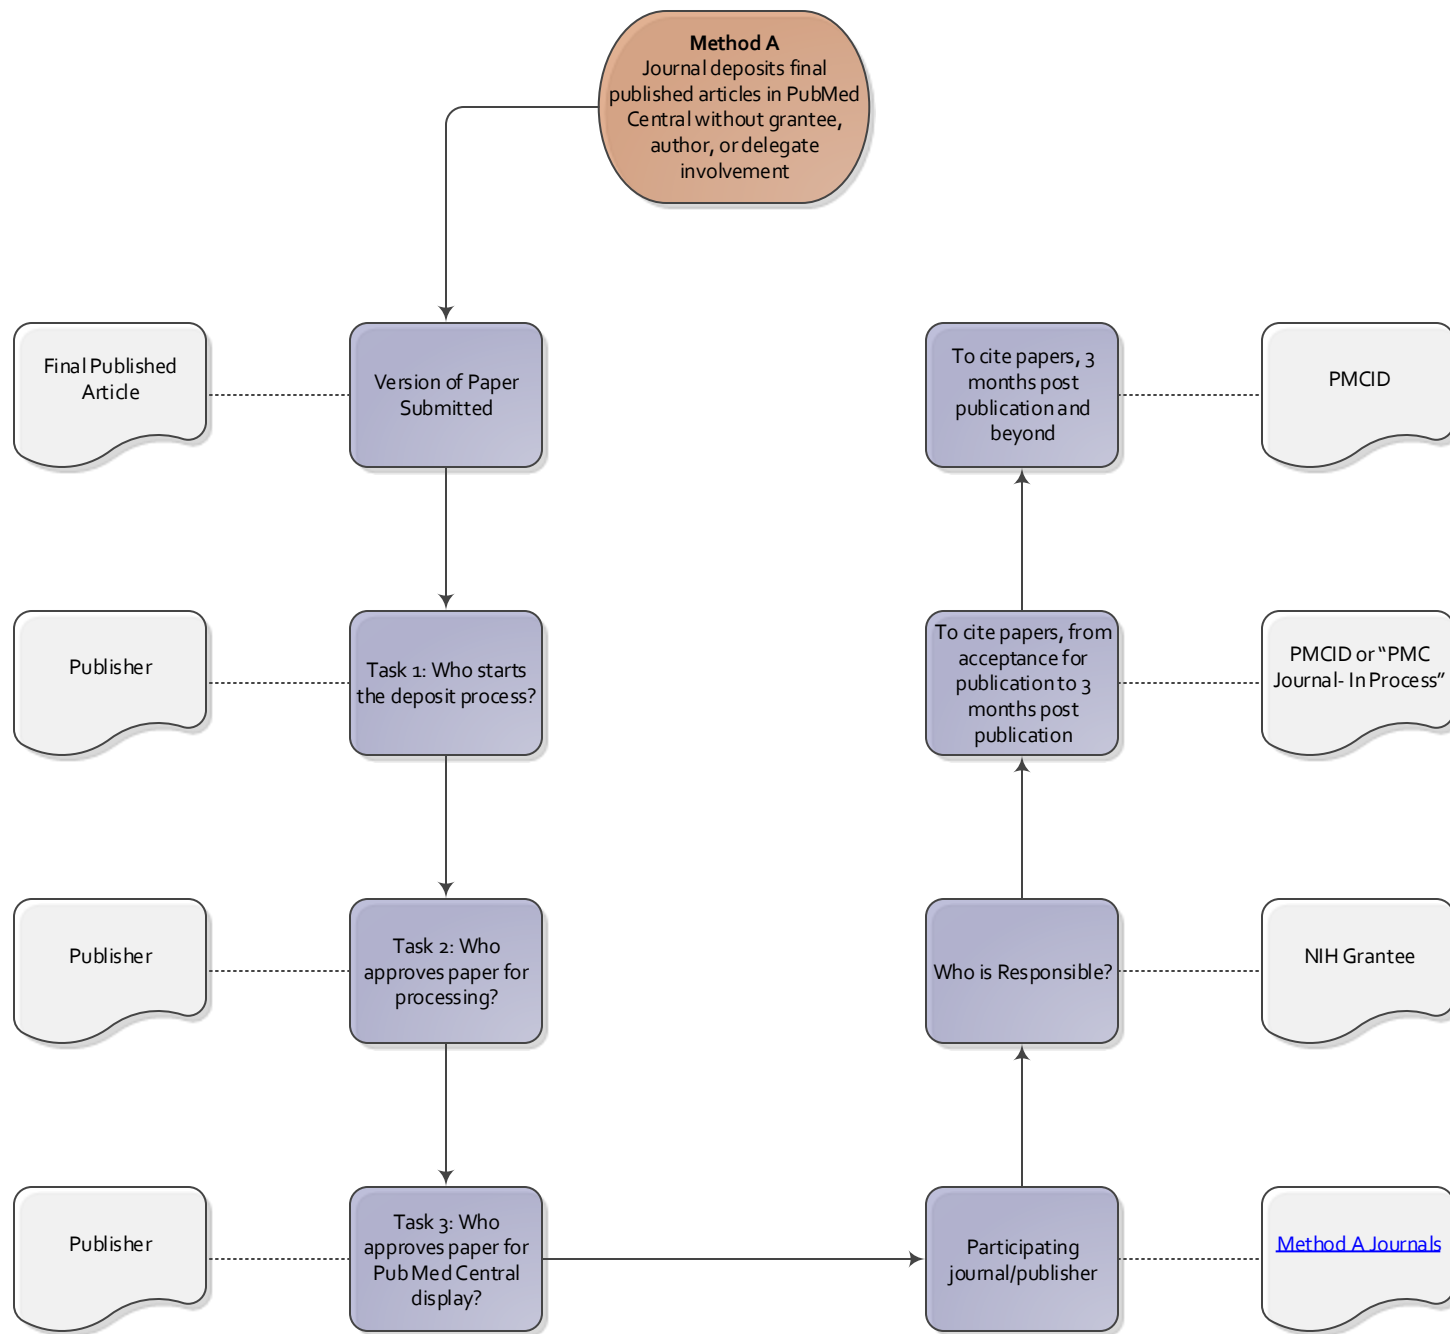 Method A
Journal deposits final
published articles in PubMed
Central without grantee,
author, or delegate
involvement
Final Published
Article
Version of Paper
Submitted
To cite papers, 3
months post
publication and
beyond
PMCID
Publisher
Task 1: Who starts
the deposit process?
To cite papers, from
acceptance for
publication to 3
months post
publication
PMCID or “PMC
Journal- In Process”
Publisher
Task 2: Who
approves paper for
processing?
Who is Responsible?
NIH Grantee
Publisher
Task 3: Who
approves paper for
PubMed Central
display?
Participating
journal/publisher
Method A Journals